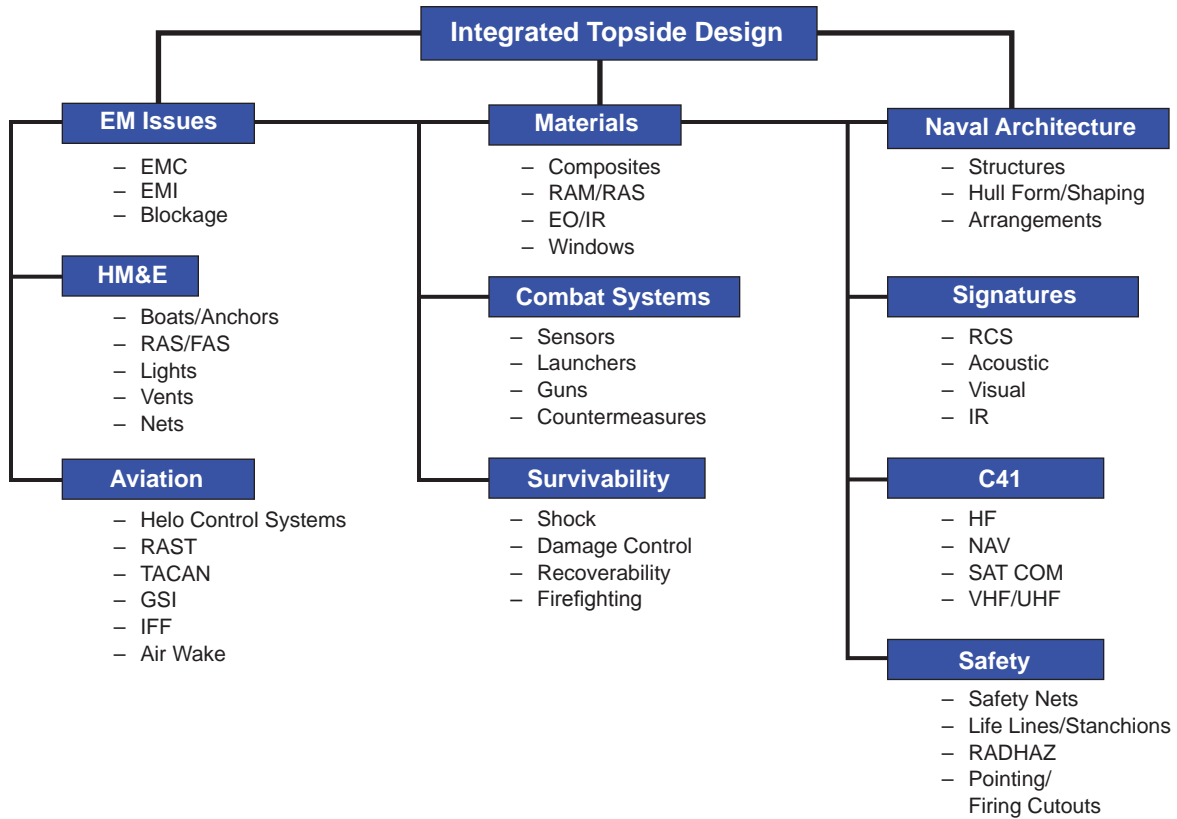 Integrated Topside Design
EM Issues
– EMC
– EMI
– Blockage
HM&E
– Boats/Anchors
– RAS/FAS
– Lights
– Vents
– Nets
Aviation
– Helo Control Systems
– RAST
– TACAN
– GSI
– IFF
– Air Wake
Materials
– Composites
– RAM/RAS
– EO/IR
– Windows
Combat Systems
– Sensors
– Launchers
– Guns
– Countermeasures
Survivability
– Shock
– Damage Control
– Recoverability
– Firefighting
Naval Architecture
– Structures
– Hull Form/Shaping
– Arrangements
Signatures
– RCS
– Acoustic
– Visual
– IR
C41
– HF
– NAV
– SAT COM
– VHF/UHF
Safety
– Safety Nets
– Life Lines/Stanchions
– RADHAZ
– Pointing/
Firing Cutouts